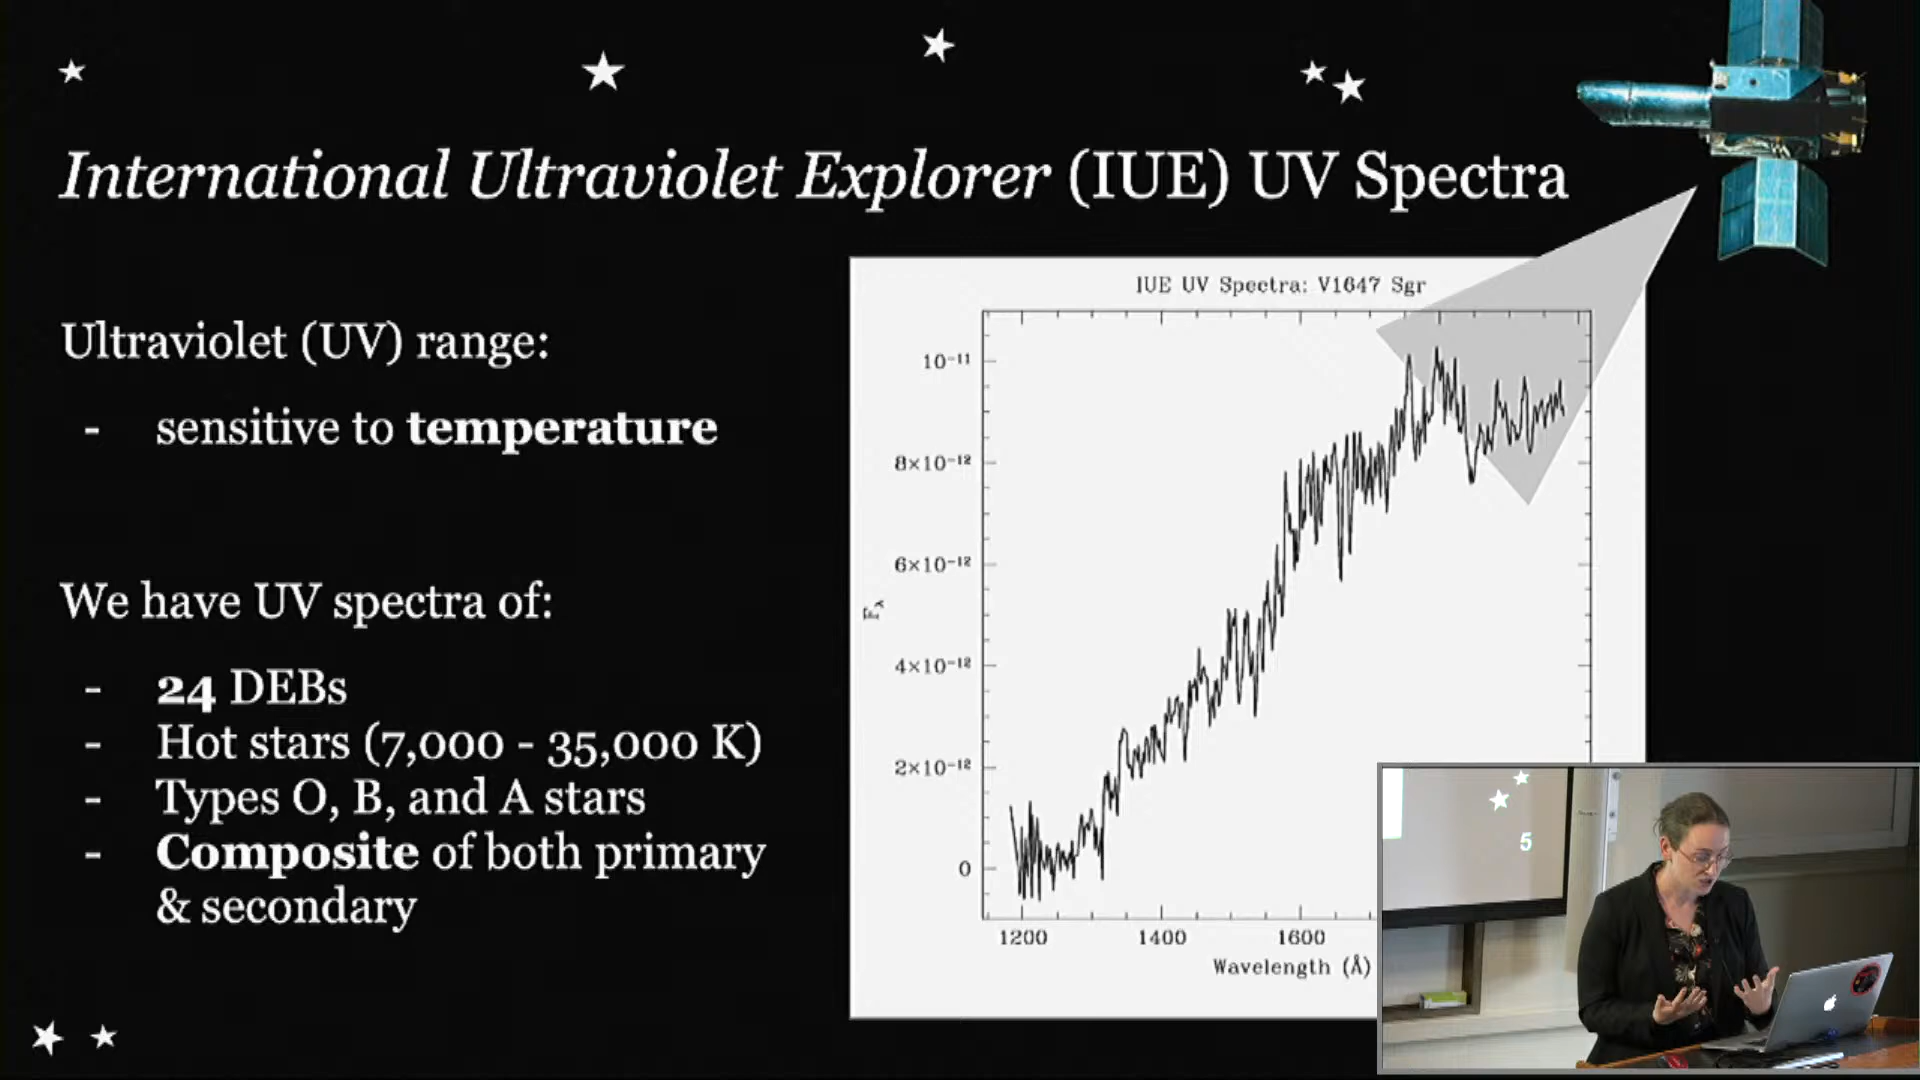 International Ultraviolet Explorer (IUE) UV Spectra
Ultraviolet (UV) range:
- sensitive to temperature
We have UV spectra of:
- 24 DEBs
- Hot stars (7,000 - 35,000 K)
- Types O, B, and A stars
- Composite of both primary
& secondary
IUE UV Spectra: V1647 Sgr
10⁻¹¹
8×10⁻¹²
6×10⁻¹²
4×10⁻¹²
2×10⁻¹²
0
F_λ
1200 1400 1600
Wavelength (Å)
5